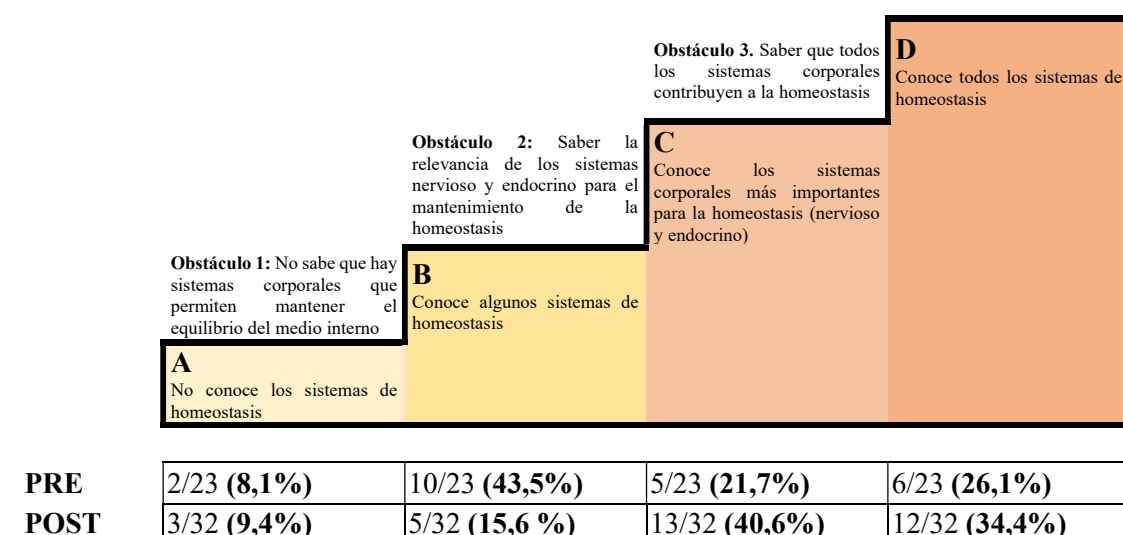 Obstáculo 1: No sabe que hay
sistemas corporales que
permiten mantener el
equilibrio del medio interno
A
No conoce los sistemas de
homeostasis
Obstáculo 2: Saber la
relevancia de los sistemas
nervioso y endocrino para el
mantenimiento de la
homeostasis
B
Conoce algunos sistemas de
homeostasis
Obstáculo 3. Saber que todos
los sistemas corporales
contribuyen a la homeostasis
C
Conoce los sistemas
corporales más importantes
para la homeostasis (nervioso
y endocrino)
D
Conoce todos los sistemas de
homeostasis
PRE 2/23 (8,1%) 10/23 (43,5%) 5/23 (21,7%) 6/23 (26,1%)
POST 3/32 (9,4%) 5/32 (15,6 %) 13/32 (40,6%) 12/32 (34,4%)